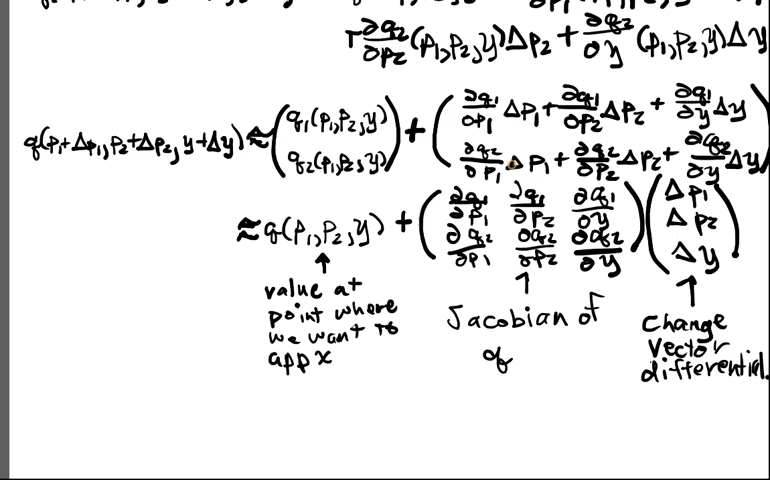 + ∂q2/∂p2 (p1,p2,y)Δp2 + ∂q2/∂y (p1,p2,y)Δy
q(p1+Δp1,p2+Δp2,y+Δy) ≈ (q1(p1,p2,y) q2(p1,p2,y)) + (∂q1/∂p1 Δp1 + ∂q1/∂p2 Δp2 + ∂q1/∂y Δy ∂q2/∂p1 Δp1 + ∂q2/∂p2 Δp2 + ∂q2/∂y Δy)
≈ q(p1,p2,y) + (∂q1/∂p1 ∂q1/∂p2 ∂q1/∂y ∂q2/∂p1 ∂q2/∂p2 ∂q2/∂y) (Δp1 Δp2 Δy)
value at
point where
we want to
appx
Jacobian of
q
Change
vector
differential.